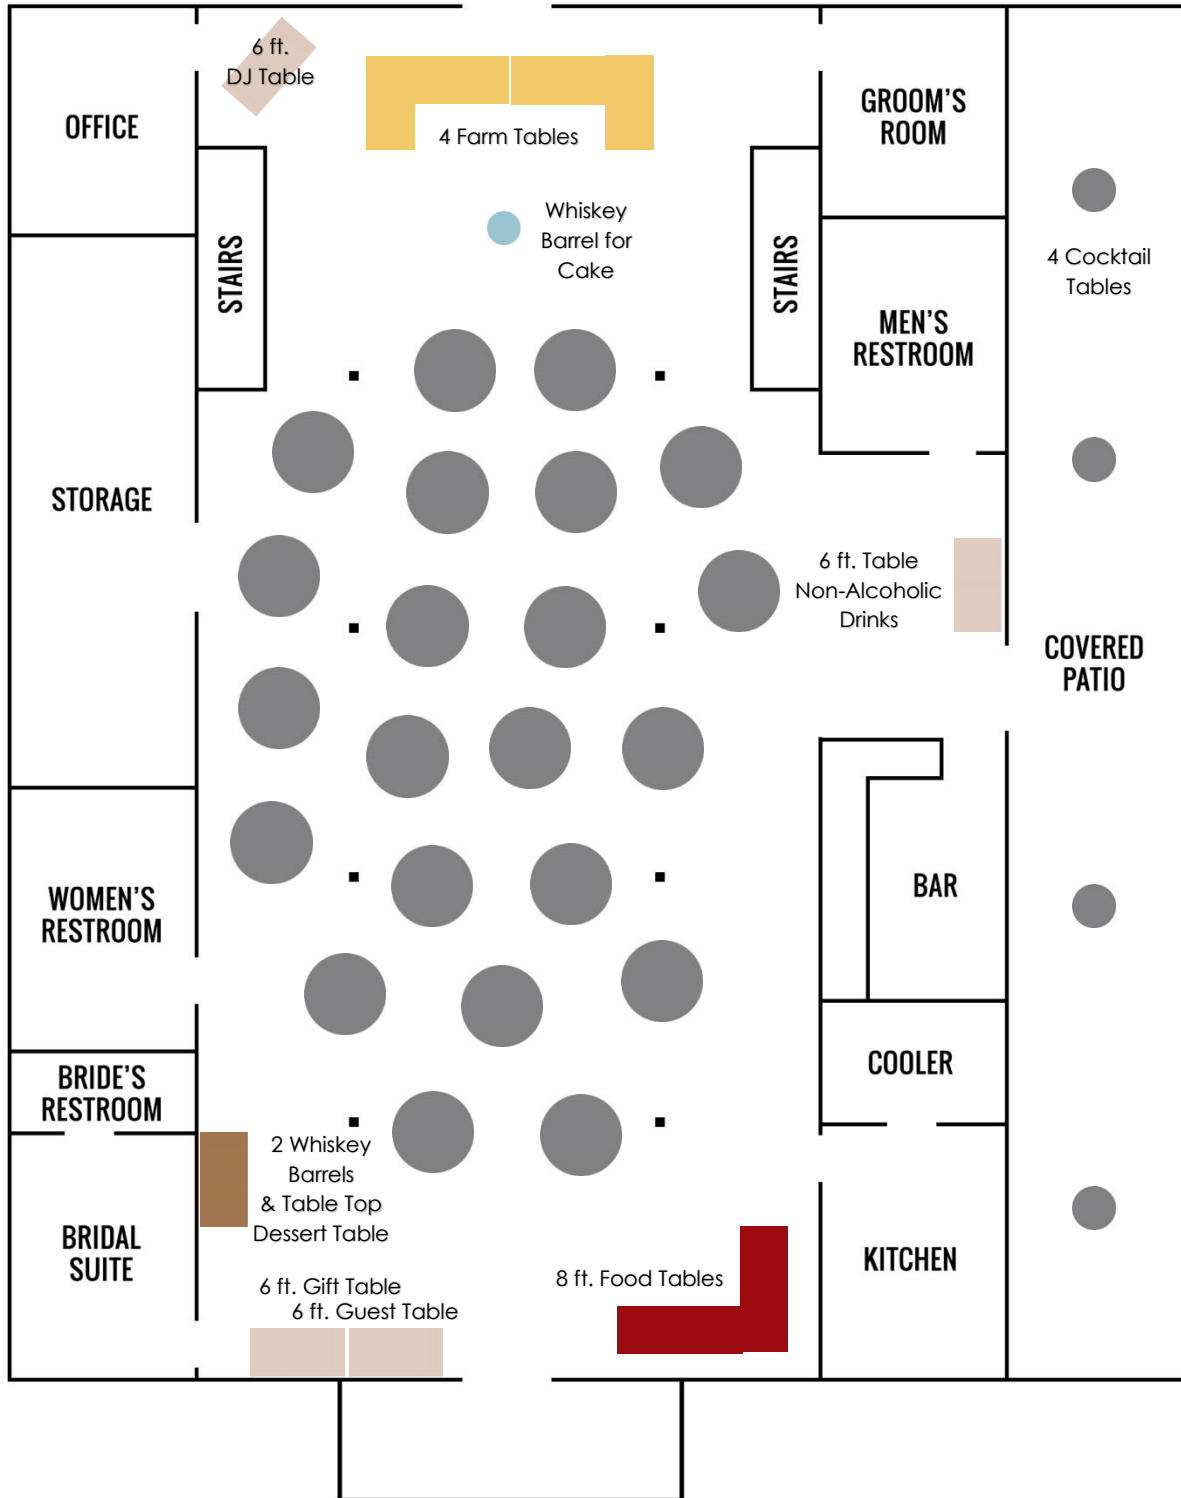 6 ft.
DJ Table
OFFICE
4 Farm Tables
GROOM'S
ROOM
STAIRS
Whiskey
Barrel for
Cake
STAIRS
4 Cocktail
Tables
MEN'S
RESTROOM
STORAGE
6 ft. Table
Non-Alcoholic
Drinks
COVERED
PATIO
WOMEN'S
RESTROOM
BAR
COOLER
BRIDE'S
RESTROOM
2 Whiskey
Barrels
& Table Top
Dessert Table
BRIDAL
SUITE
KITCHEN
6 ft. Gift Table
8 ft. Food Tables
6 ft. Guest Table